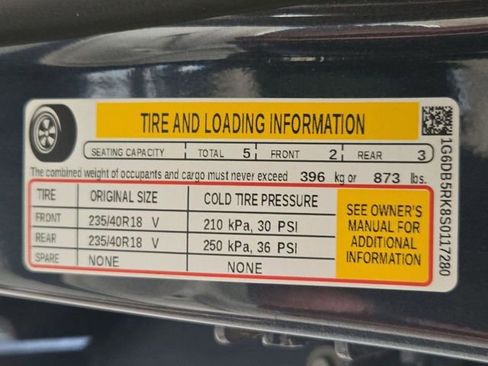 TIRE AND LOADING INFORMATION
SEATING CAPACITY | TOTAL 5 | FRONT 2 | REAR 3
The combined weight of occupants and cargo must never exceed 396 kg or 873 lbs.
TIRE ORIGINAL SIZE COLD TIRE PRESSURE
FRONT 235/40R18 V 210 kPa, 30 PSI
REAR 235/40R18 V 250 kPa, 36 PSI
SPARE NONE NONE
SEE OWNER'S
MANUAL FOR
ADDITIONAL
INFORMATION
1G6DB5RK8S0117280